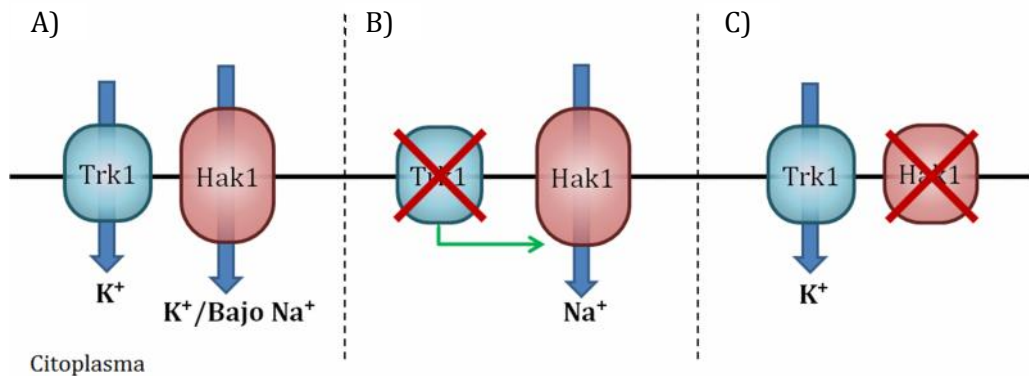 A)
Trk1
Hak1
K⁺
K⁺/Bajo Na⁺
Citoplasma
B)
Trk1
Hak1
Na⁺
C)
Trk1
Hak1
K⁺